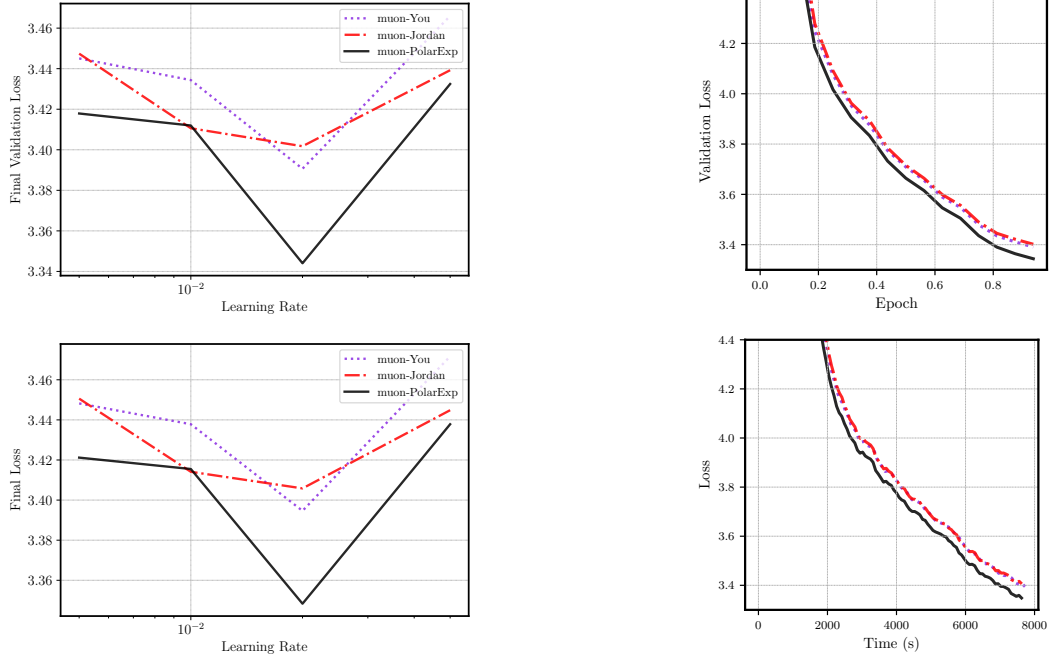 3.46
3.44
3.42
3.40
3.38
3.36
3.34
Final Validation Loss
muon-You
muon-Jordan
muon-PolarExp
10⁻²
Learning Rate
4.2
4.0
3.8
3.6
3.4
Validation Loss
0.0 0.2 0.4 0.6 0.8
Epoch
3.46
3.44
3.42
3.40
3.38
3.36
Final Loss
muon-You
muon-Jordan
muon-PolarExp
10⁻²
Learning Rate
4.4
4.2
4.0
3.8
3.6
3.4
Loss
0 2000 4000 6000 8000
Time (s)